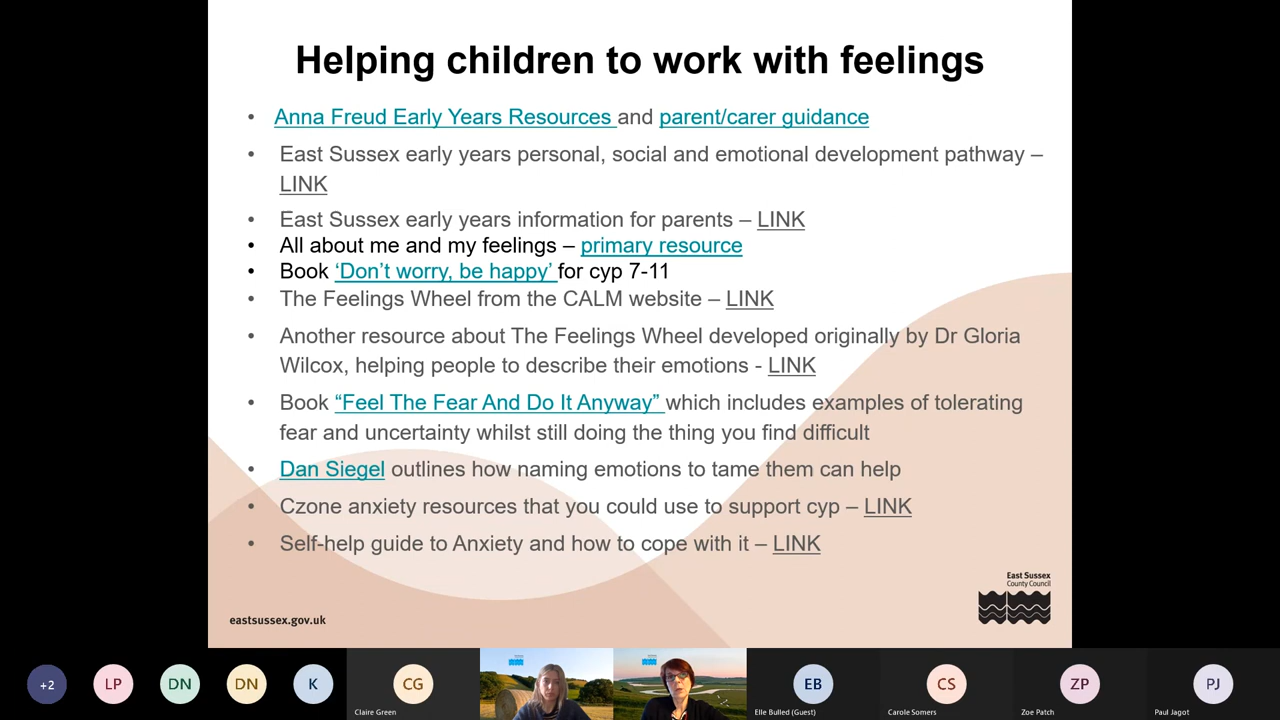 Helping children to work with feelings
• Anna Freud Early Years Resources and parent/carer guidance
• East Sussex early years personal, social and emotional development pathway –
LINK
• East Sussex early years information for parents – LINK
• All about me and my feelings – primary resource
• Book ‘Don’t worry, be happy’ for cyp 7-11
• The Feelings Wheel from the CALM website – LINK
• Another resource about The Feelings Wheel developed originally by Dr Gloria
Wilcox, helping people to describe their emotions - LINK
• Book “Feel The Fear And Do It Anyway” which includes examples of tolerating
fear and uncertainty whilst still doing the thing you find difficult
• Dan Siegel outlines how naming emotions to tame them can help
• Czone anxiety resources that you could use to support cyp – LINK
• Self-help guide to Anxiety and how to cope with it – LINK
East Sussex
County Council
eastsussex.gov.uk
+2 LP DN DN K CG EB CS ZP PJ
Claire Green Elle Bulled (Guest) Carole Somers Zoe Patch Paul Jagot